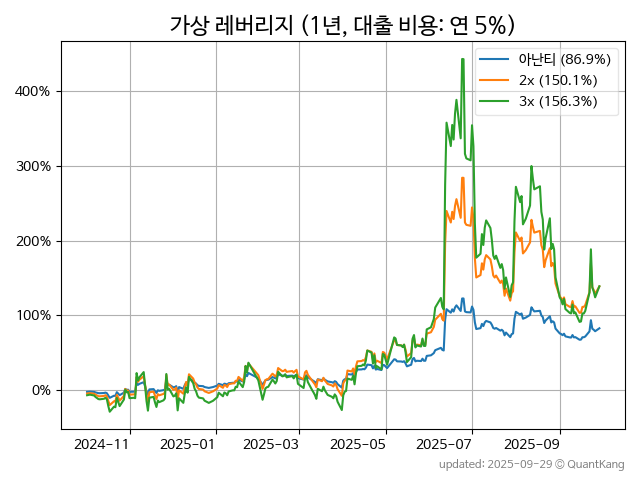 가상 레버리지 (1년, 대출 비용: 연 5%)
아난티 (86.9%)
2x (150.1%)
3x (156.3%)
400%
300%
200%
100%
0%
2024-11 2025-01 2025-03 2025-05 2025-07 2025-09
updated: 2025-09-29 © QuantKang